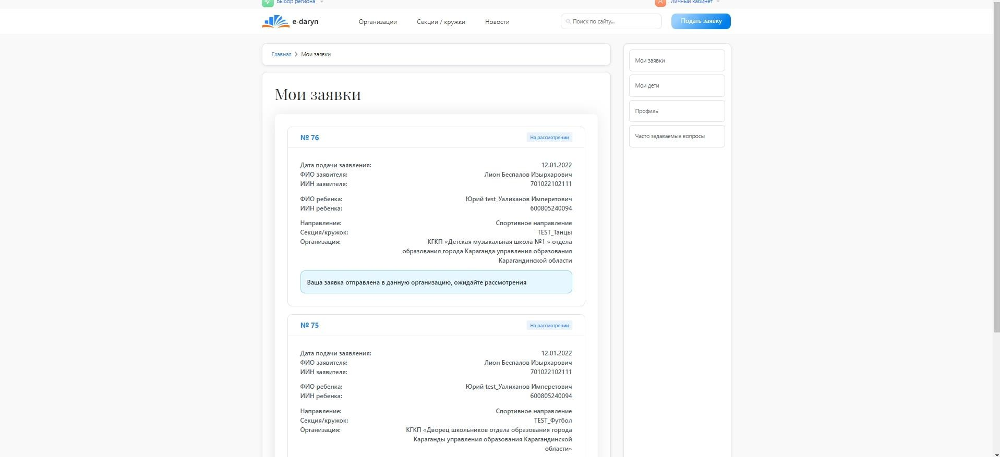 Выбор региона
Личный кабинет
e-daryn
Организации
Секции / кружки
Новости
Поиск по сайту...
Подать заявку
Главная > Мои заявки
Мои заявки
Мои дети
Профиль
Часто задаваемые вопросы
Мои заявки
№ 76 На рассмотрении
Дата подачи заявления: 12.01.2022
ФИО заявителя: Лион Беспалов Изырхарович
ИИН заявителя: 701022102111
ФИО ребенка: Юрий test_Уалиханов Имперетович
ИИН ребенка: 600805240094
Направление: Спортивное направление
Секция/кружок: TEST_Танцы
Организация: КГКП «Детская музыкальная школа №1 » отдела
образования города Караганда управления образования
Карагандинской области
Ваша заявка отправлена в данную организацию, ожидайте рассмотрения
№ 75 На рассмотрении
Дата подачи заявления: 12.01.2022
ФИО заявителя: Лион Беспалов Изырхарович
ИИН заявителя: 701022102111
ФИО ребенка: Юрий test_Уалиханов Имперетович
ИИН ребенка: 600805240094
Направление: Спортивное направление
Секция/кружок: TEST_Футбол
Организация: КГКП «Дворец школьников отдела образования города
Караганды управления образования Карагандинской
области»